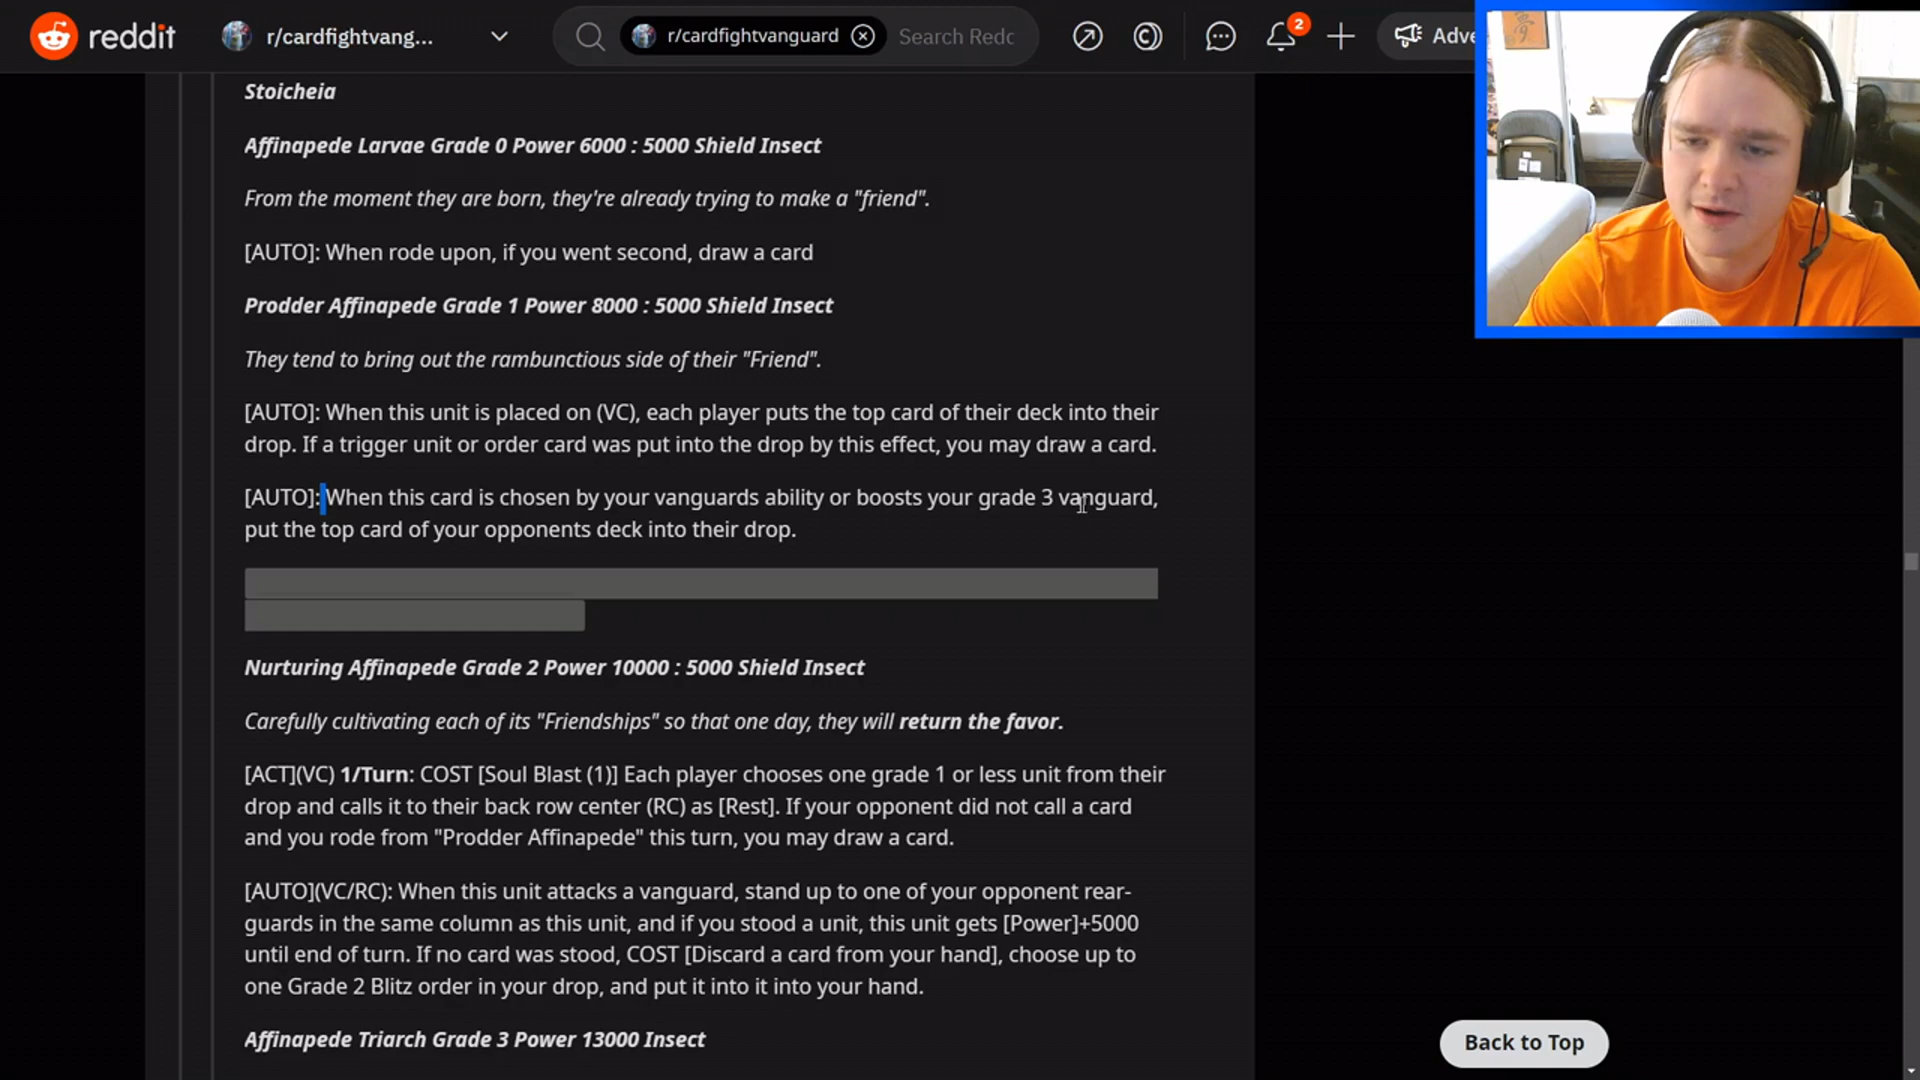 reddit
r/cardfightvang...
r/cardfightvanguard
Search Redc
2
Adve
Stoicheia
Affinapede Larvae Grade 0 Power 6000 : 5000 Shield Insect
From the moment they are born, they're already trying to make a "friend".
[AUTO]: When rode upon, if you went second, draw a card
Prodder Affinapede Grade 1 Power 8000 : 5000 Shield Insect
They tend to bring out the rambunctious side of their "Friend".
[AUTO]: When this unit is placed on (VC), each player puts the top card of their deck into their
drop. If a trigger unit or order card was put into the drop by this effect, you may draw a card.
[AUTO]: When this card is chosen by your vanguards ability or boosts your grade 3 vanguard,
put the top card of your opponents deck into their drop.
Nurturing Affinapede Grade 2 Power 10000 : 5000 Shield Insect
Carefully cultivating each of its "Friendships" so that one day, they will return the favor.
[ACT](VC) 1/Turn: COST [Soul Blast (1)] Each player chooses one grade 1 or less unit from their
drop and calls it to their back row center (RC) as [Rest]. If your opponent did not call a card
and you rode from "Prodder Affinapede" this turn, you may draw a card.
[AUTO](VC/RC): When this unit attacks a vanguard, stand up to one of your opponent rear-
guards in the same column as this unit, and if you stood a unit, this unit gets [Power]+5000
until end of turn. If no card was stood, COST [Discard a card from your hand], choose up to
one Grade 2 Blitz order in your drop, and put it into it into your hand.
Affinapede Triarch Grade 3 Power 13000 Insect
Back to Top